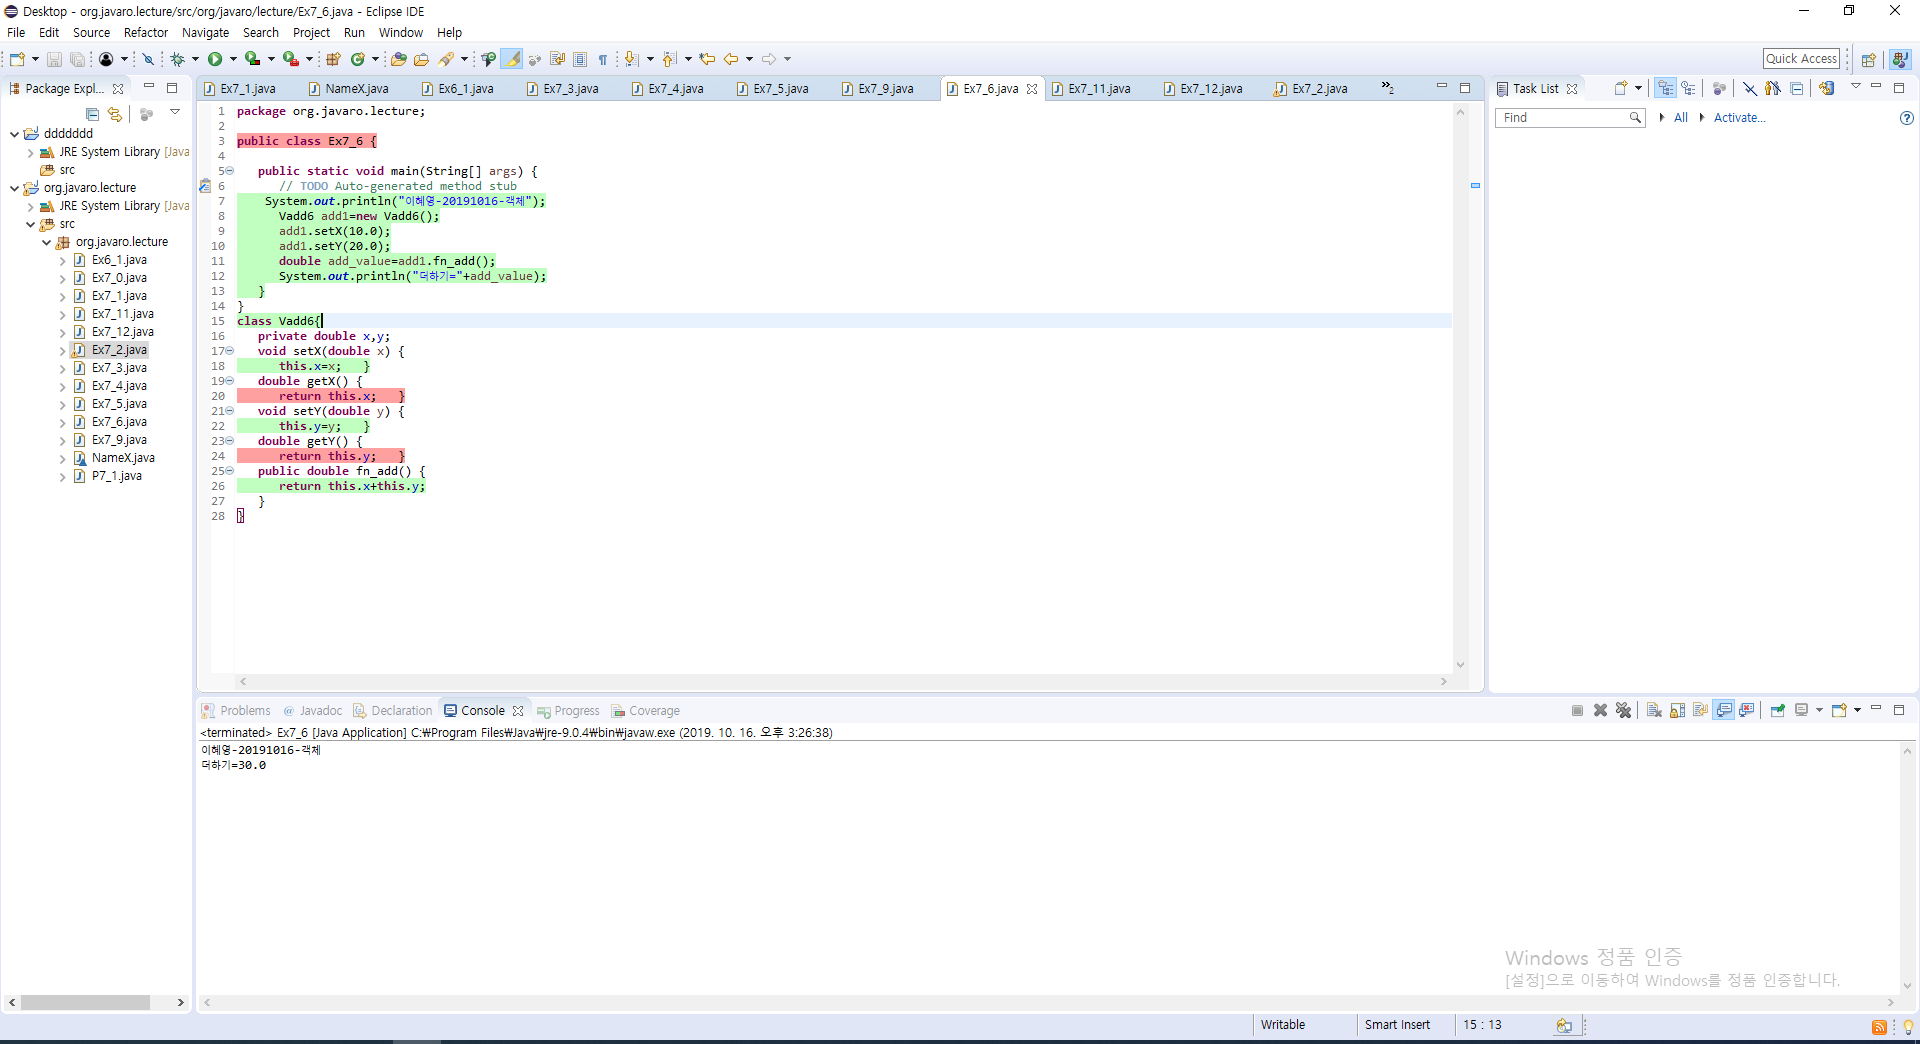 Desktop - org.javaro.lecture/src/org/javaro/lecture/Ex7_6.java - Eclipse IDE
File Edit Source Refactor Navigate Search Project Run Window Help
Quick Access
Package Expl...
dddddd​d
JRE System Library [Java
src
org.javaro.lecture
JRE System Library [Java
src
org.javaro.lecture
Ex6_1.java
Ex7_0.java
Ex7_1.java
Ex7_11.java
Ex7_12.java
Ex7_2.java
Ex7_3.java
Ex7_4.java
Ex7_5.java
Ex7_6.java
Ex7_9.java
NameX.java
P7_1.java
Ex7_1.java NameX.java Ex6_1.java Ex7_3.java Ex7_4.java Ex7_5.java Ex7_9.java Ex7_6.java Ex7_11.java Ex7_12.java Ex7_2.java »2
1 package org.javaro.lecture;
2
3 public class Ex7_6 {
4
5 public static void main(String[] args) {
6 // TODO Auto-generated method stub
7 System.out.println("이혜영-20191016-객체");
8 Vadd6 add1=new Vadd6();
9 add1.setX(10.0);
10 add1.setY(20.0);
11 double add_value=add1.fn_add();
12 System.out.println("더하기="+add_value);
13 }
14 }
15 class Vadd6{
16 private double x,y;
17 void setX(double x) {
18 this.x=x; }
19 double getX() {
20 return this.x; }
21 void setY(double y) {
22 this.y=y; }
23 double getY() {
24 return this.y; }
25 public double fn_add() {
26 return this.x+this.y;
27 }
28 }
Task List
Find All Activate...
Problems Javadoc Declaration Console Progress Coverage
<terminated> Ex7_6 [Java Application] C:₩Program Files₩Java₩jre-9.0.4₩bin₩javaw.exe (2019. 10. 16. 오후 3:26:38)
이혜영-20191016-객체
더하기=30.0
Windows 정품 인증
[설정]으로 이동하여 Windows를 정품 인증합니다.
Writable Smart Insert 15 : 13